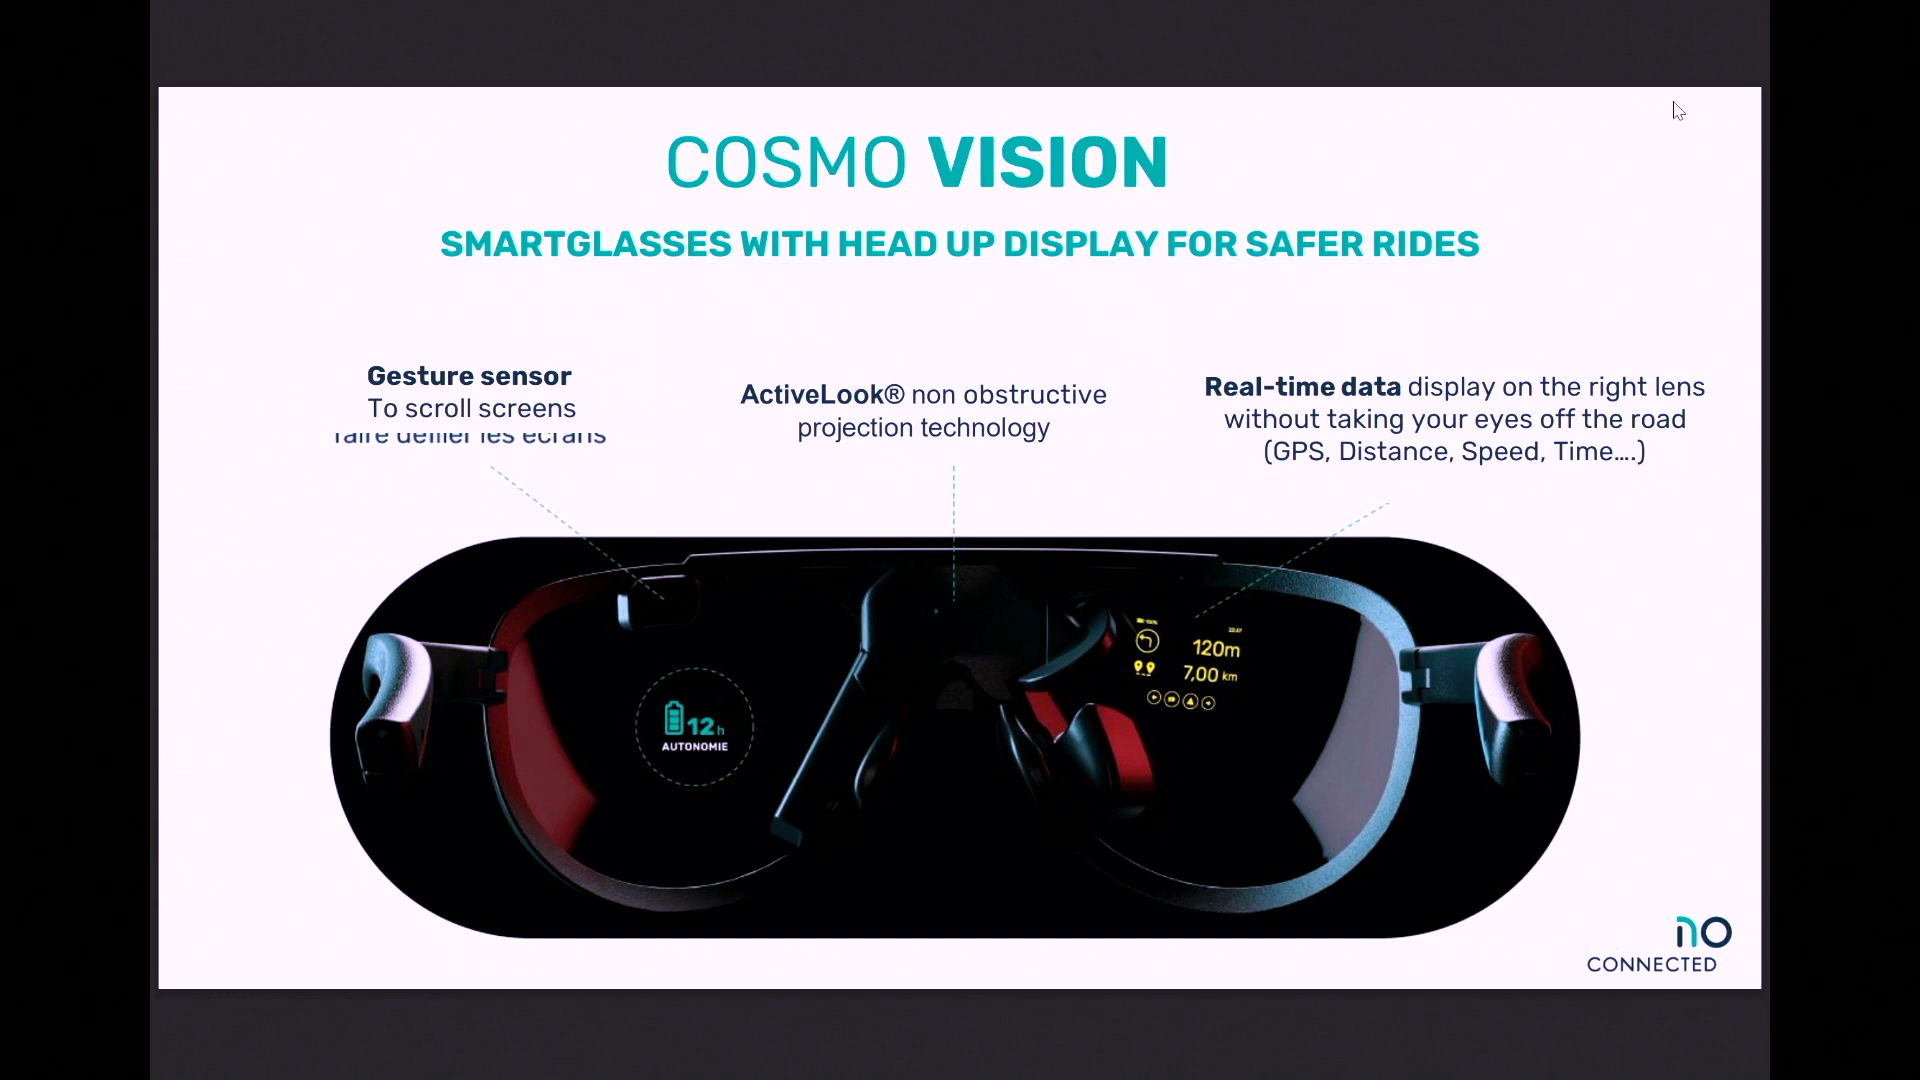 COSMO VISION
SMARTGLASSES WITH HEAD UP DISPLAY FOR SAFER RIDES
Gesture sensor
To scroll screens
faire défiler les écrans
ActiveLook® non obstructive
projection technology
Real-time data display on the right lens
without taking your eyes off the road
(GPS, Distance, Speed, Time….)
100%
120m
7,00 km
12h
AUTONOMIE
nO
CONNECTED